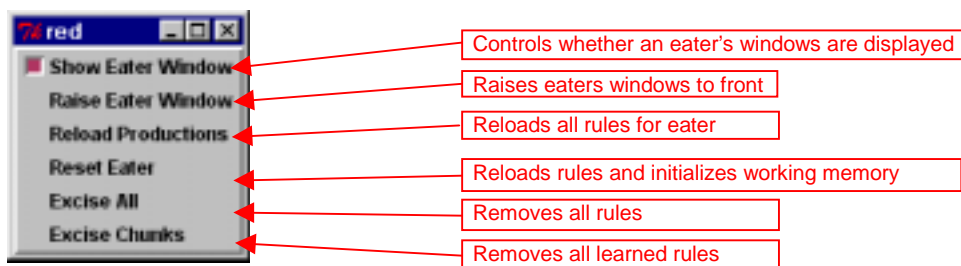 red
Show Eater Window
Controls whether an eater's windows are displayed
Raise Eater Window
Raises eaters windows to front
Reload Productions
Reloads all rules for eater
Reset Eater
Reloads rules and initializes working memory
Excise All
Removes all rules
Excise Chunks
Removes all learned rules